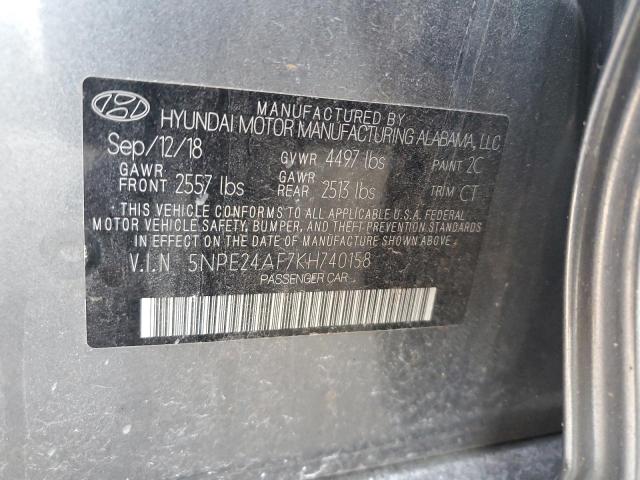 MANUFACTURED BY
HYUNDAI MOTOR MANUFACTURING ALABAMA, LLC
Sep/12/18 GVWR 4497 lbs PAINT 2C
GAWR FRONT 2557 lbs GAWR REAR 2513 lbs TRIM CT
THIS VEHICLE CONFORMS TO ALL APPLICABLE U.S.A. FEDERAL
MOTOR VEHICLE SAFETY, BUMPER, AND THEFT PREVENTION STANDARDS
IN EFFECT ON THE DATE OF MANUFACTURE SHOWN ABOVE.
V.I.N 5NPE24AF7KH740158
PASSENGER CAR